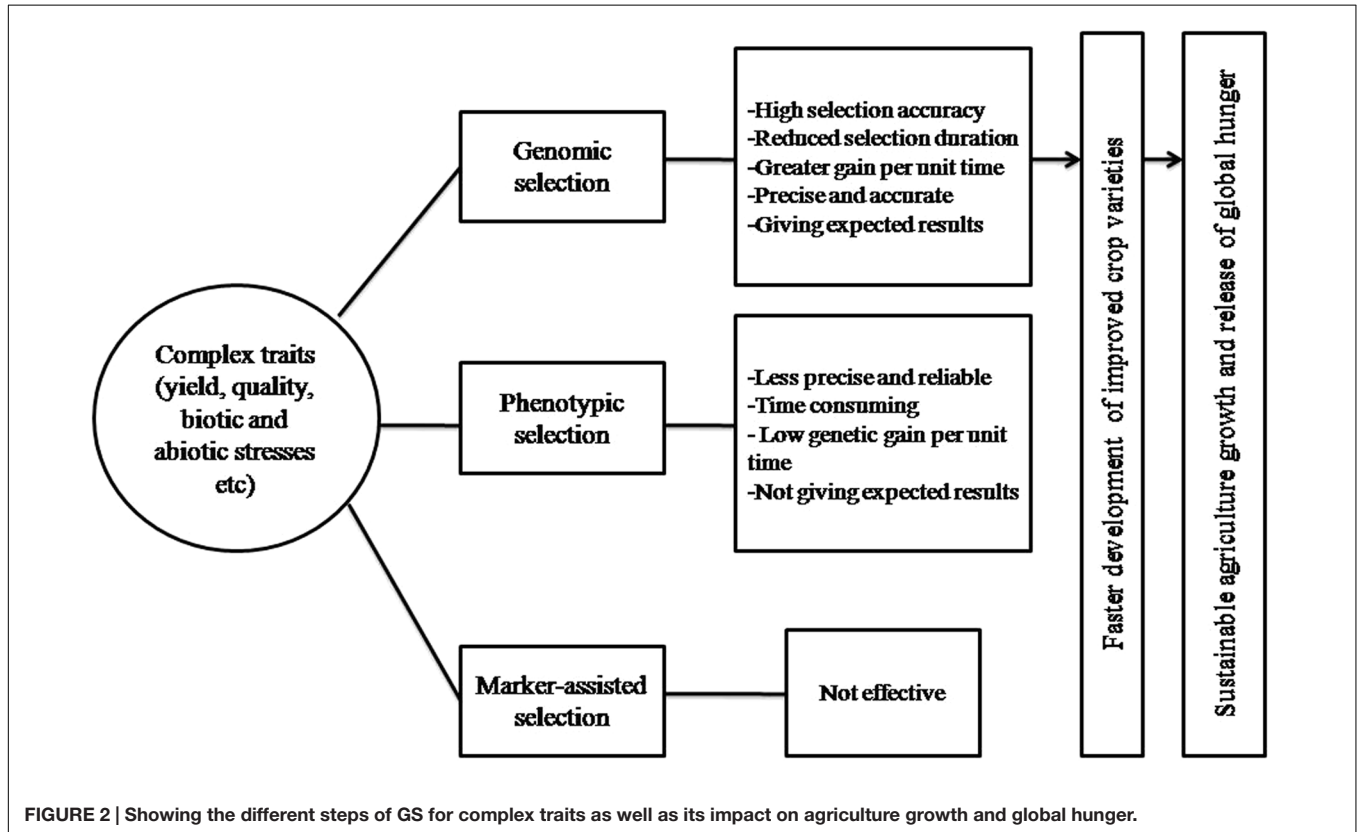 Complex traits
(yield, quality,
biotic and
abiotic stresses
etc)
Genomic
selection
-High selection accuracy
-Reduced selection duration
-Greater gain per unit time
-Precise and accurate
-Giving expected results
Phenotypic
selection
-Less precise and reliable
-Time consuming
- Low genetic gain per unit
time
-Not giving expected results
Marker-assisted
selection
Not effective
Faster development of improved crop varieties
Sustainable agriculture growth and release of global hunger
FIGURE 2 | Showing the different steps of GS for complex traits as well as its impact on agriculture growth and global hunger.